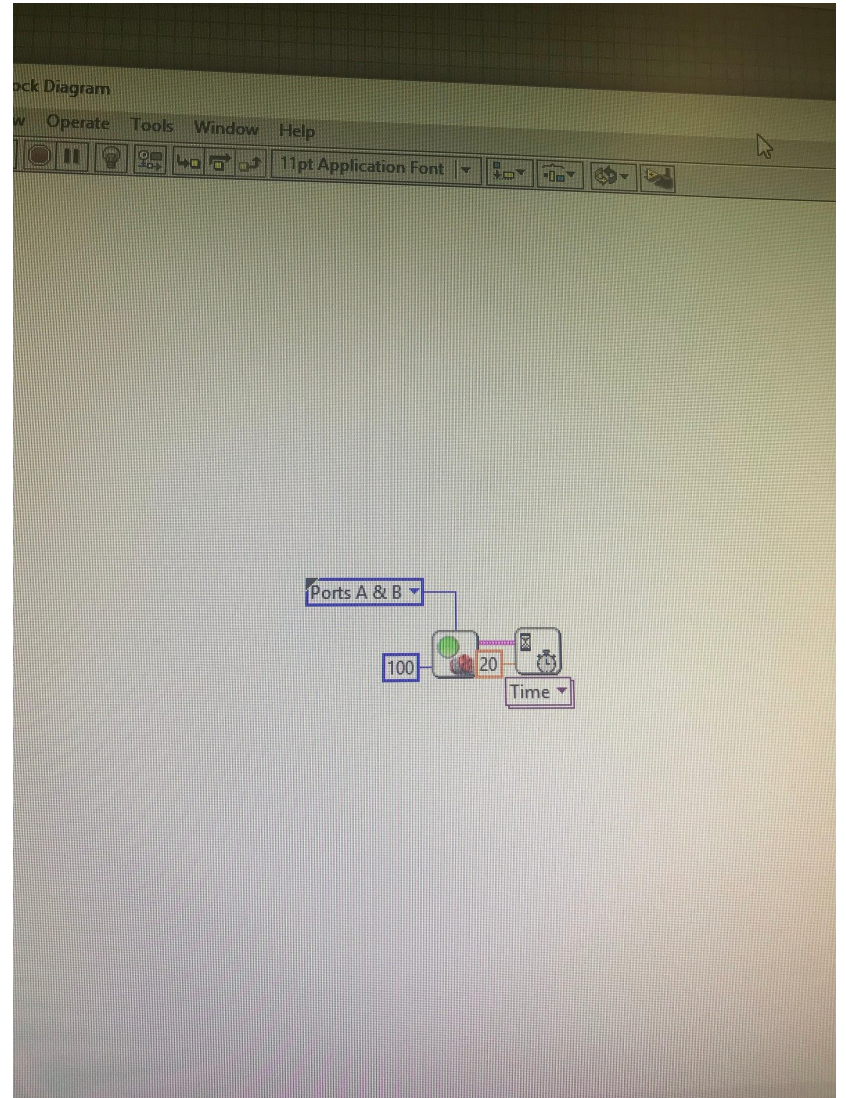 ock Diagram
w Operate Tools Window Help
11pt Application Font
Ports A & B
100
20
Time